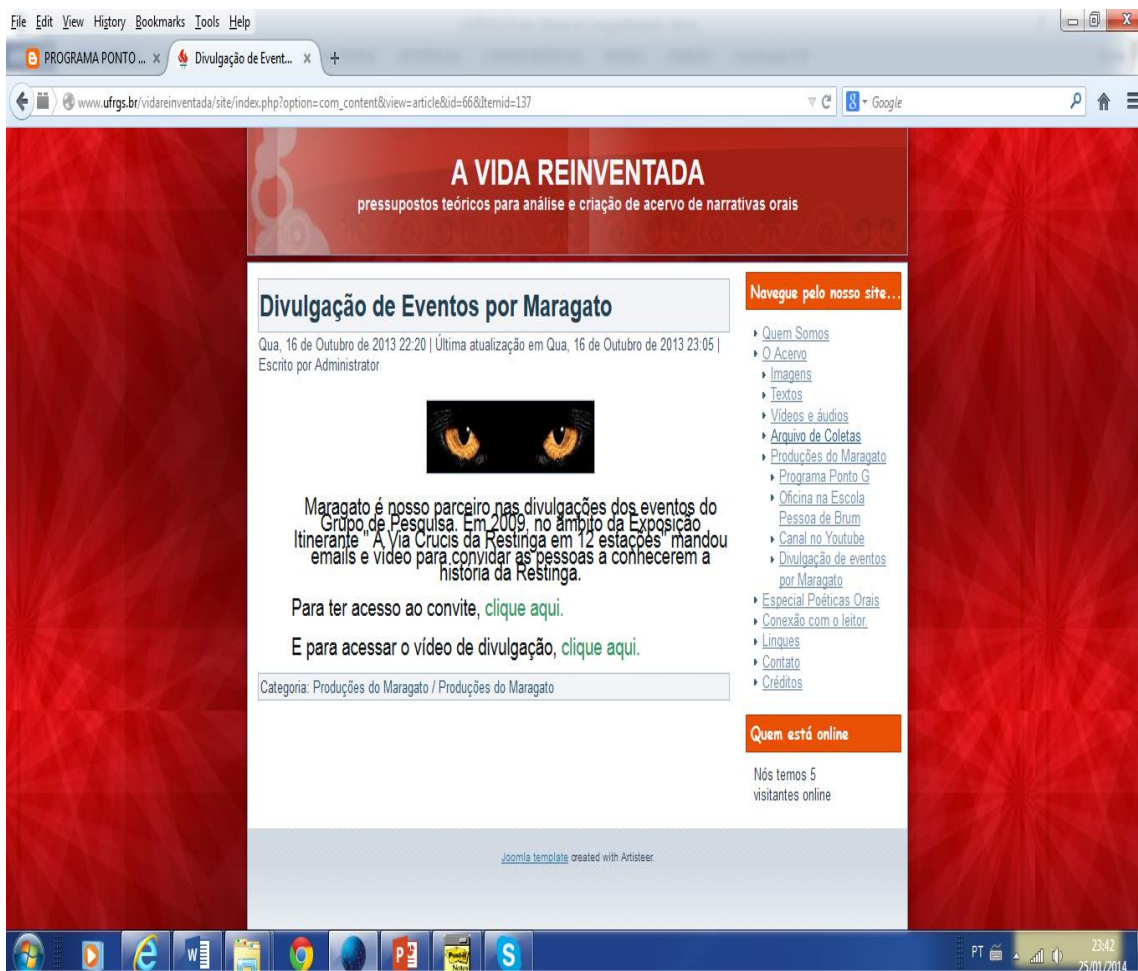 File Edit View History Bookmarks Tools Help
PROGRAMA PONTO ... x Divulgação de Event... x +
www.ufrgs.br/vidareinventada/site/index.php?option=com_content&view=article&id=66&Itemid=137 Google
A VIDA REINVENTADA
pressupostos teóricos para análise e criação de acervo de narrativas orais
Divulgação de Eventos por Maragato
Qua, 16 de Outubro de 2013 22:20 | Última atualização em Qua, 16 de Outubro de 2013 23:05 |
Escrito por Administrator
Maragato é nosso parceiro nas divulgações dos eventos do
Grupo de Pesquisa. Em 2009, no âmbito da Exposição
Itinerante " A Via Crucis da Restinga em 12 estações" mandou
emails e vídeo para convidar as pessoas a conhecerem a
história da Restinga.
Para ter acesso ao convite, clique aqui.
E para acessar o vídeo de divulgação, clique aqui.
Categoria: Produções do Maragato / Produções do Maragato
Navegue pelo nosso site...
Quem Somos
O Acervo
Imagens
Textos
Vídeos e áudios
Arquivo de Coletas
Produções do Maragato
Programa Ponto G
Oficina na Escola
Pessoa de Brum
Canal no Youtube
Divulgação de eventos
por Maragato
Especial Poéticas Orais
Conexão com o leitor.
Lingues
Contato
Créditos
Quem está online
Nós temos 5
visitantes online
Joomla template created with Artisteer.
PT 23:42
25/01/2014